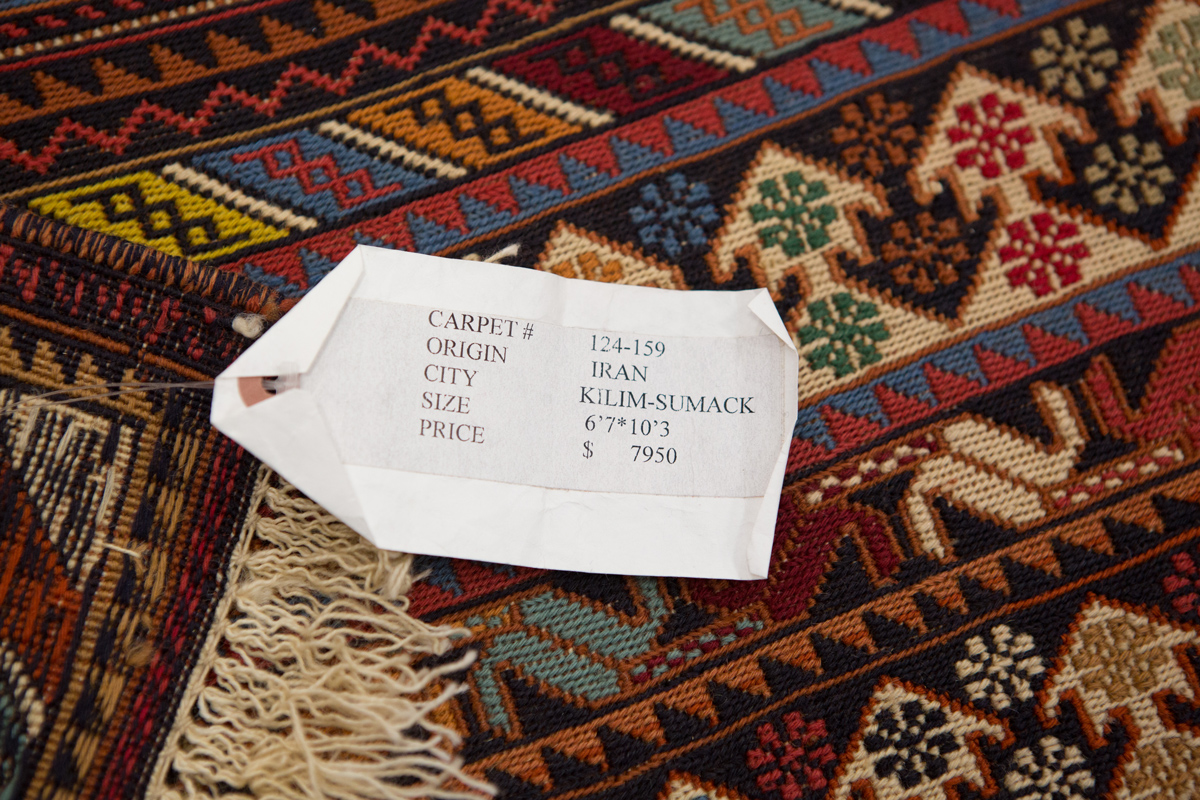 CARPET # 124-159
ORIGIN IRAN
CITY KILIM-SUMACK
SIZE 6'7*10'3
PRICE $ 7950